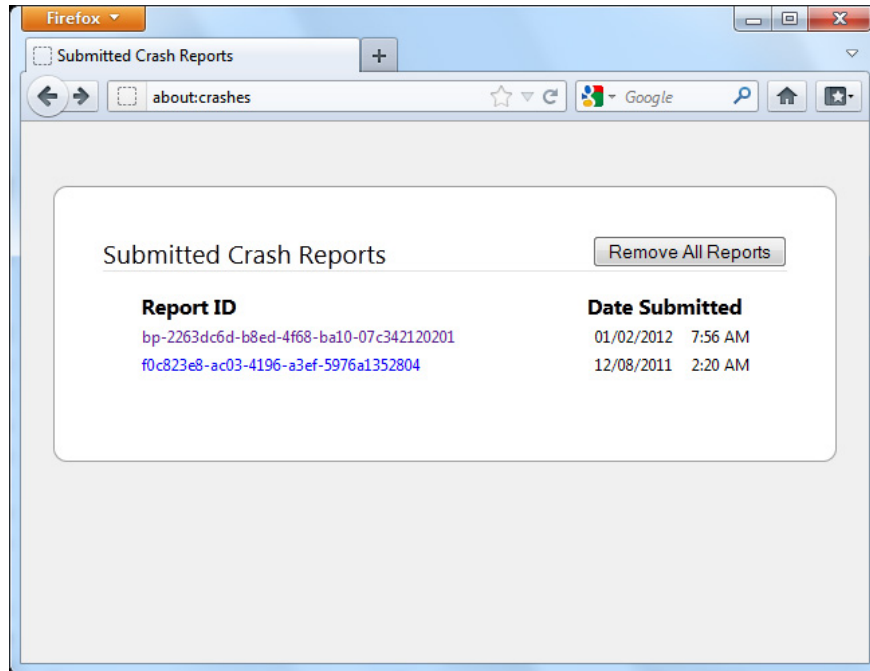 Firefox
Submitted Crash Reports
about:crashes Google
Submitted Crash Reports Remove All Reports
Report ID Date Submitted
bp-2263dc6d-b8ed-4f68-ba10-07c342120201 01/02/2012 7:56 AM
f0c823e8-ac03-4196-a3ef-5976a1352804 12/08/2011 2:20 AM